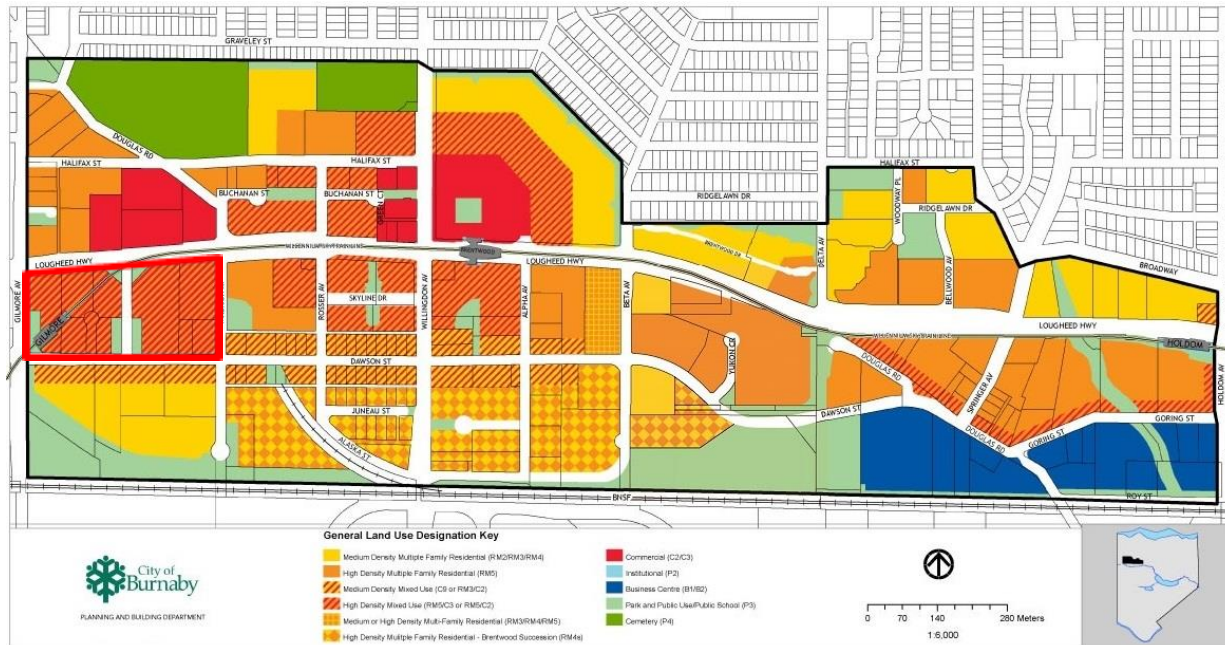 GRAVELEY ST
DOUGLAS RD
HALIFAX ST
HALIFAX ST
HALIFAX ST
BUCHANAN ST
BUCHANAN ST
RIDGELAWN DR
WOODWAY PL
RIDGELAWN DR
BRENTWOOD DR
DELTA AV
BELLWOOD AV
BROADWAY
BRENTWOOD
LOUGHEED HWY
LOUGHEED HWY
LOUGHEED HWY
GILMORE AV
GILMORE
ROSSER AV
SKYLINE DR
WILLINGDON AV
ALPHA AV
BETA AV
HOLDOM
HOLDOM AV
DAWSON ST
YUKON CR
DOUGLAS RD
SPRINGER AV
DAWSON ST
GORING ST
JUNEAU ST
ALASKA ST
DOUGLAS RD
GORING ST
BNSF
ROY ST
City of
Burnaby
PLANNING AND BUILDING DEPARTMENT
General Land Use Designation Key
Medium Density Multiple Family Residential (RM2/RM3/RM4)
High Density Multiple Family Residential (RM5)
Medium Density Mixed Use (C9 or RM3/C2)
High Density Mixed Use (RM5/C3 or RM5/C2)
Medium or High Density Multi-Family Residential (RM3/RM4/RM5)
High Density Mulitple Family Residential - Brentwood Succession (RM4s)
Commercial (C2/C3)
Institutional (P2)
Business Centre (B1/B2)
Park and Public Use/Public School (P3)
Cemetery (P4)
0 70 140 280 Meters
1:6,000